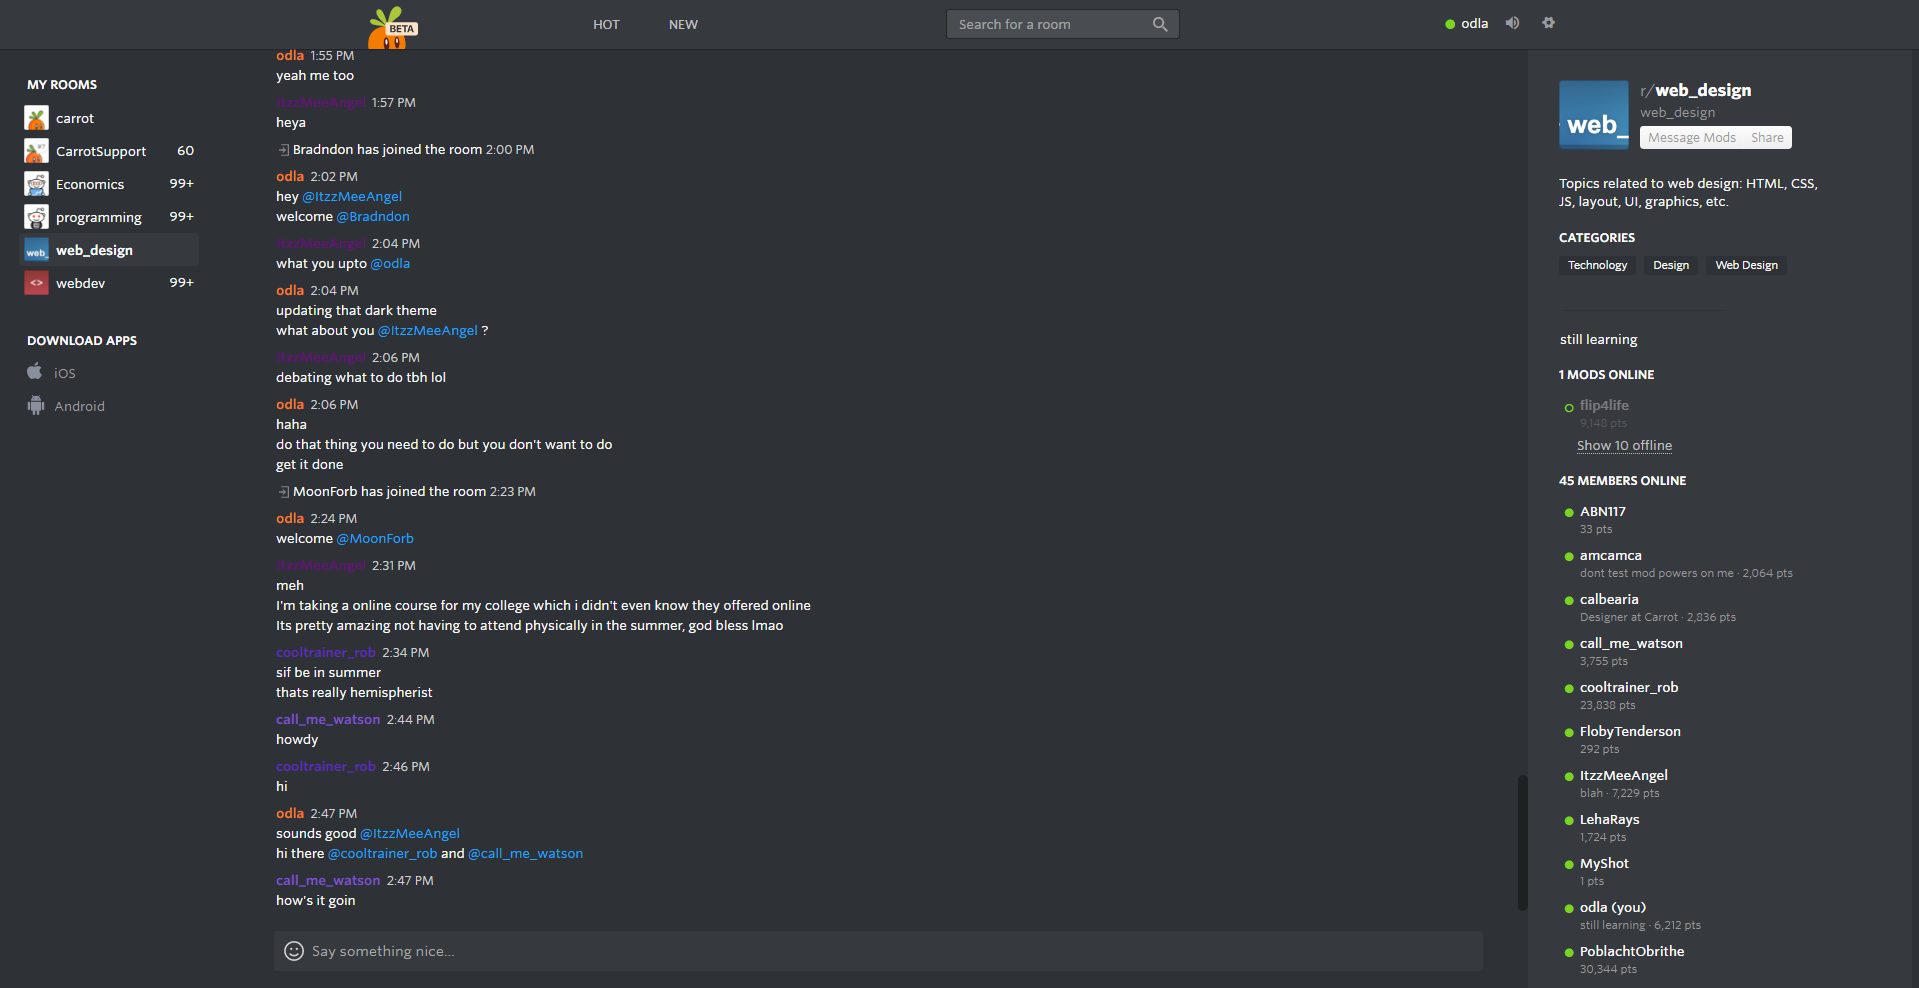 BETA
HOT
NEW
Search for a room
odla
MY ROOMS
carrot
CarrotSupport 60
Economics 99+
programming 99+
web_ web_design
<> webdev 99+
DOWNLOAD APPS
iOS
Android
odla 1:55 PM
yeah me too
ItzzMeeAngel 1:57 PM
heya
Bradndon has joined the room 2:00 PM
odla 2:02 PM
hey @ItzzMeeAngel
welcome @Bradndon
ItzzMeeAngel 2:04 PM
what you upto @odla
odla 2:04 PM
updating that dark theme
what about you @ItzzMeeAngel ?
ItzzMeeAngel 2:06 PM
debating what to do tbh lol
odla 2:06 PM
haha
do that thing you need to do but you don't want to do
get it done
MoonForb has joined the room 2:23 PM
odla 2:24 PM
welcome @MoonForb
ItzzMeeAngel 2:31 PM
meh
I'm taking a online course for my college which i didn't even know they offered online
Its pretty amazing not having to attend physically in the summer, god bless lmao
cooltrainer_rob 2:34 PM
sif be in summer
thats really hemispherist
call_me_watson 2:44 PM
howdy
cooltrainer_rob 2:46 PM
hi
odla 2:47 PM
sounds good @ItzzMeeAngel
hi there @cooltrainer_rob and @call_me_watson
call_me_watson 2:47 PM
how's it goin
Say something nice...
web_
r/web_design
web_design
Message Mods Share
Topics related to web design: HTML, CSS,
JS, layout, UI, graphics, etc.
CATEGORIES
Technology Design Web Design
still learning
1 MODS ONLINE
flip4life
9,148 pts
Show 10 offline
45 MEMBERS ONLINE
ABN117
33 pts
amcamca
dont test mod powers on me · 2,064 pts
calbearia
Designer at Carrot · 2,836 pts
call_me_watson
3,755 pts
cooltrainer_rob
23,838 pts
FlobyTenderson
292 pts
ItzzMeeAngel
blah · 7,229 pts
LehaRays
1,724 pts
MyShot
1 pts
odla (you)
still learning · 6,212 pts
PoblachtObrithe
30,344 pts